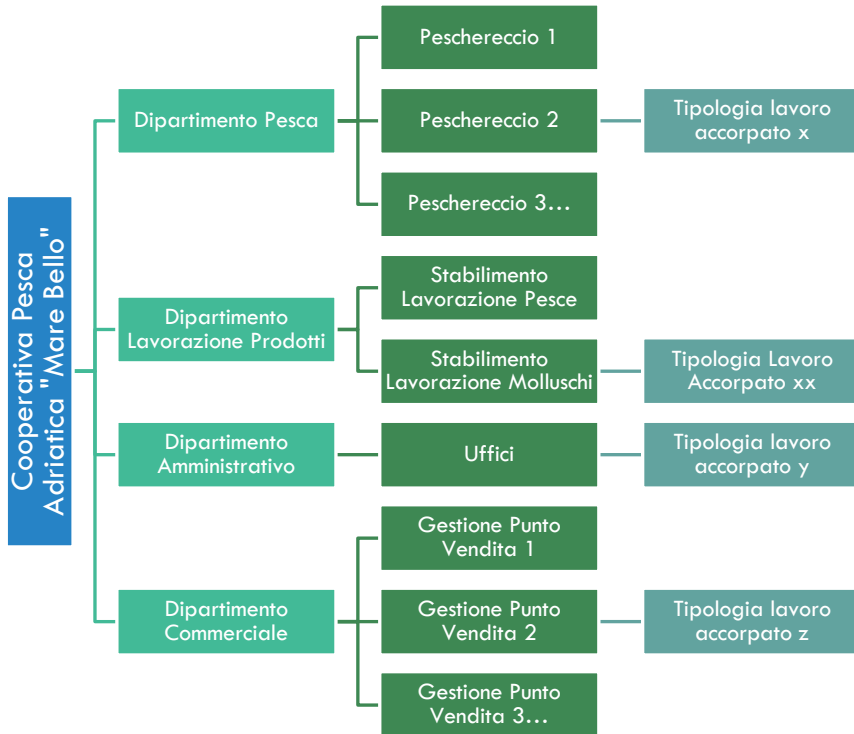 Cooperativa Pesca
Adriatica "Mare Bello"
Dipartimento Pesca
Peschereccio 1
Peschereccio 2
Tipologia lavoro
accorpato x
Peschereccio 3...
Dipartimento
Lavorazione Prodotti
Stabilimento
Lavorazione Pesce
Stabilimento
Lavorazione Molluschi
Tipologia Lavoro
Accorpato xx
Dipartimento
Amministrativo
Uffici
Tipologia lavoro
accorpato y
Dipartimento
Commerciale
Gestione Punto
Vendita 1
Gestione Punto
Vendita 2
Tipologia lavoro
accorpato z
Gestione Punto
Vendita 3...